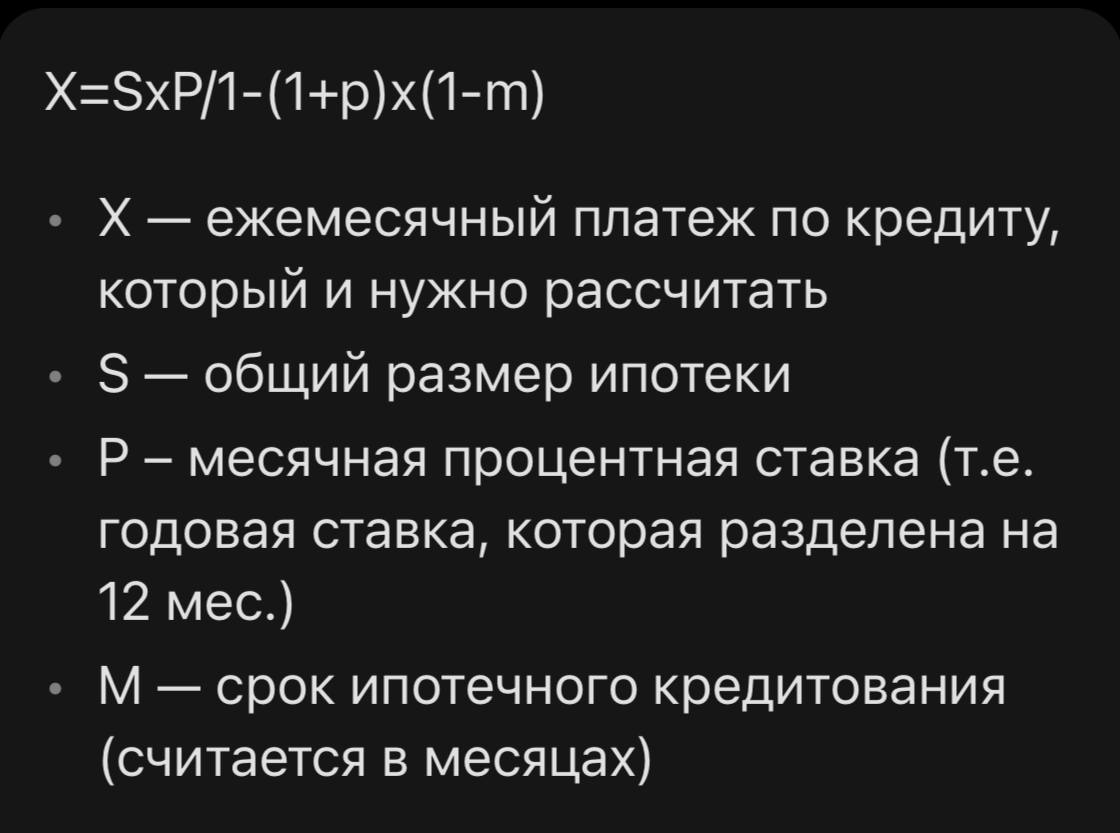 X=SxP/1-(1+p)x(1-m)
• X — ежемесячный платеж по кредиту,
который и нужно рассчитать
• S — общий размер ипотеки
• P – месячная процентная ставка (т.е.
годовая ставка, которая разделена на
12 мес.)
• M — срок ипотечного кредитования
(считается в месяцах)